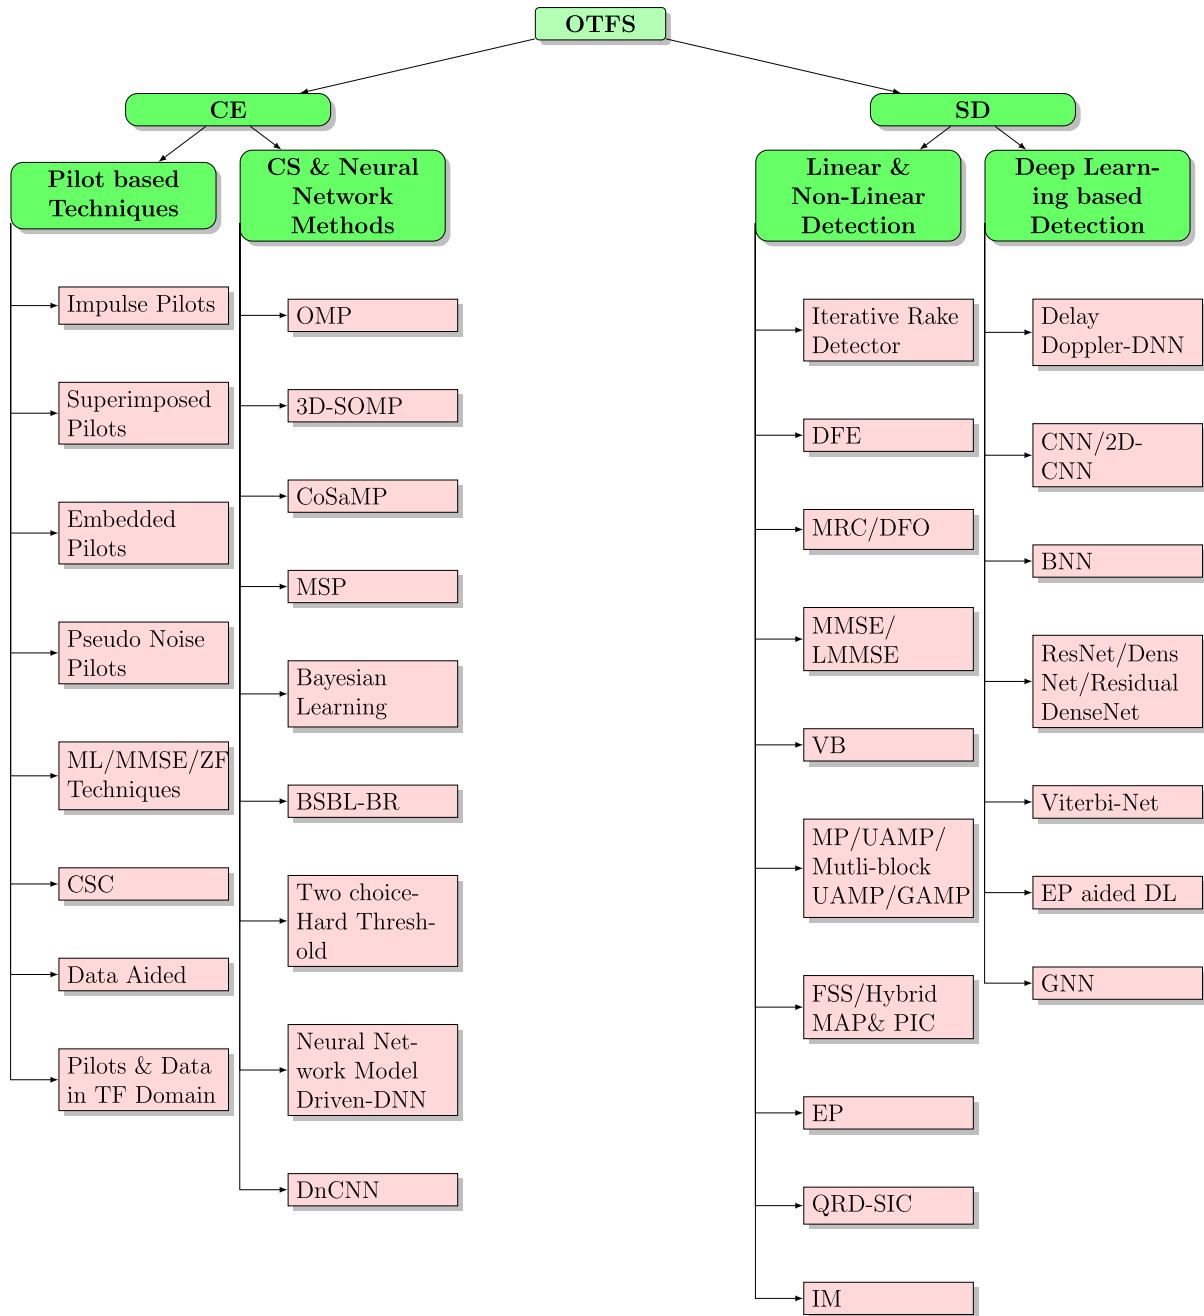 OTFS
CE
SD
Pilot based
Techniques
CS & Neural
Network
Methods
Linear &
Non-Linear
Detection
Deep Learn-
ing based
Detection
Impulse Pilots
Superimposed
Pilots
Embedded
Pilots
Pseudo Noise
Pilots
ML/MMSE/ZF
Techniques
CSC
Data Aided
Pilots & Data
in TF Domain
OMP
3D-SOMP
CoSaMP
MSP
Bayesian
Learning
BSBL-BR
Two choice-
Hard Thresh-
old
Neural Net-
work Model
Driven-DNN
DnCNN
Iterative Rake
Detector
DFE
MRC/DFO
MMSE/
LMMSE
VB
MP/UAMP/
Mutli-block
UAMP/GAMP
FSS/Hybrid
MAP& PIC
EP
QRD-SIC
IM
Delay
Doppler-DNN
CNN/2D-
CNN
BNN
ResNet/Dens
Net/Residual
DenseNet
Viterbi-Net
EP aided DL
GNN